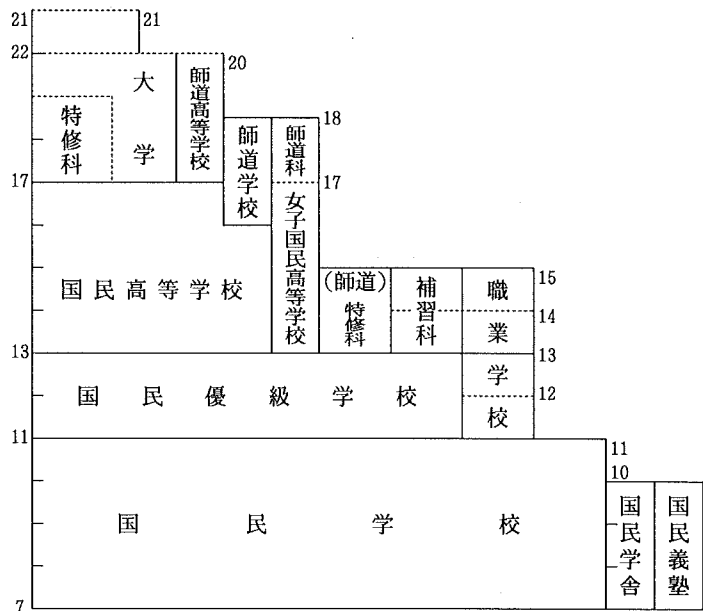 21
21
22
20
大学
師道高等学校
特修科
18
師道学校
師道科
17
17
女子国民高等学校
国民高等学校
15
(師道)
特修科
補習科
職業
14
13
13
国民優級学校
学校
12
11
11
10
国民学校
国民学舎
国民義塾
7